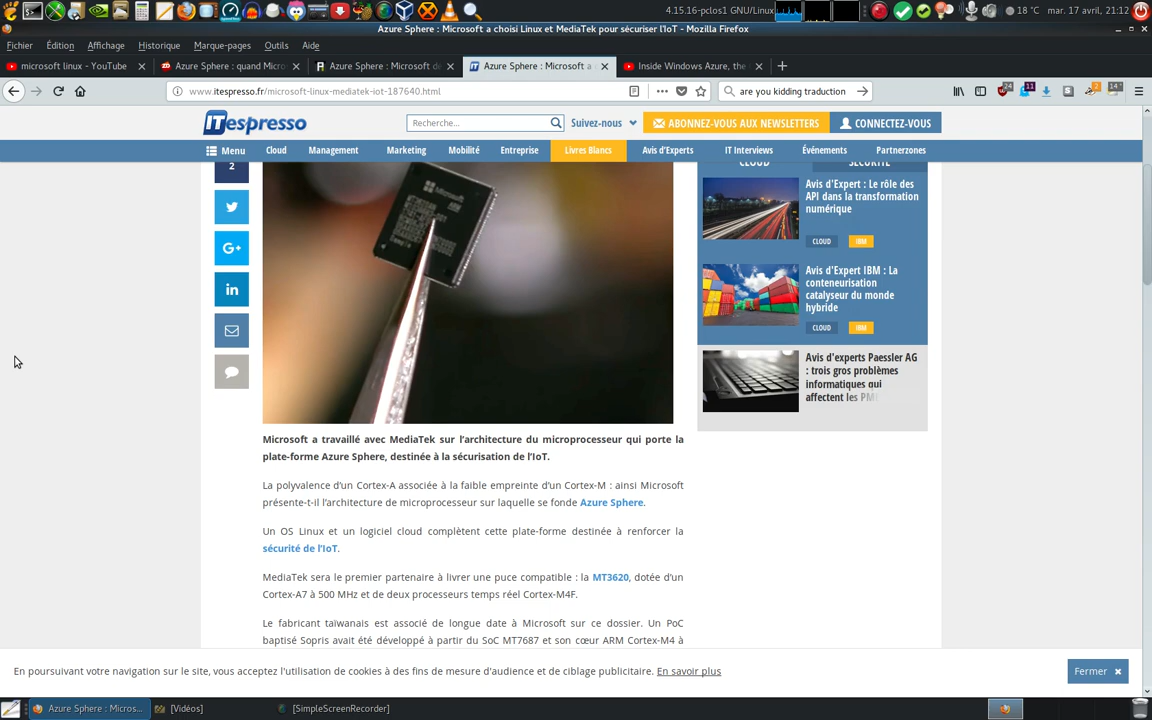 4.15.16-pclos1 GNU/Linux
18 °C
mar. 17 avril, 21:12
Azure Sphere : Microsoft a choisi Linux et MediaTek pour sécuriser l'IoT - Mozilla Firefox
Fichier Édition Affichage Historique Marque-pages Outils Aide
microsoft linux - YouTube
Azure Sphere : quand Micros
Azure Sphere : Microsoft dé
Azure Sphere : Microsoft a
Inside Windows Azure, the
www.itespresso.fr/microsoft-linux-mediatek-iot-187640.html
are you kidding traduction
ITespresso
Recherche...
Suivez-nous
ABONNEZ-VOUS AUX NEWSLETTERS
CONNECTEZ-VOUS
Menu Cloud Management Marketing Mobilité Entreprise Livres Blancs Avis d'Experts IT Interviews Événements Partnerzones
2
CLOUD
SÉCURITÉ
Microsoft
G+
in
Avis d'Expert : Le rôle des
API dans la transformation
numérique
CLOUD IBM
Avis d'Expert IBM : La
conteneurisation
catalyseur du monde
hybride
CLOUD IBM
Avis d'experts Paessler AG
: trois gros problèmes
informatiques qui
affectent les PME
Microsoft a travaillé avec MediaTek sur l'architecture du microprocesseur qui porte la
plate-forme Azure Sphere, destinée à la sécurisation de l'IoT.
La polyvalence d'un Cortex-A associée à la faible empreinte d'un Cortex-M : ainsi Microsoft
présente-t-il l'architecture de microprocesseur sur laquelle se fonde Azure Sphere.
Un OS Linux et un logiciel cloud complètent cette plate-forme destinée à renforcer la
sécurité de l'IoT.
MediaTek sera le premier partenaire à livrer une puce compatible : la MT3620, dotée d'un
Cortex-A7 à 500 MHz et de deux processeurs temps réel Cortex-M4F.
Le fabricant taïwanais est associé de longue date à Microsoft sur ce dossier. Un PoC
baptisé Sopris avait été développé à partir du SoC MT7687 et son cœur ARM Cortex-M4 à
En poursuivant votre navigation sur le site, vous acceptez l'utilisation de cookies à des fins de mesure d'audience et de ciblage publicitaire. En savoir plus
Fermer
Azure Sphere : Micros...
[Vidéos]
[SimpleScreenRecorder]